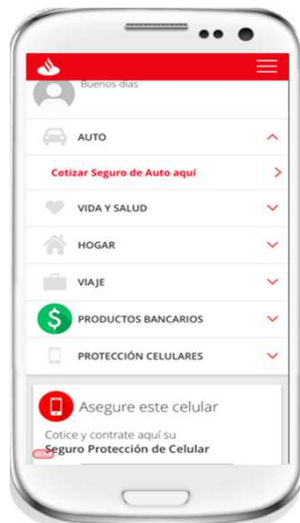 Buenos días
AUTO
Cotizar Seguro de Auto aquí
VIDA Y SALUD
HOGAR
VIAJE
$ PRODUCTOS BANCARIOS
PROTECCIÓN CELULARES
Asegure este celular
Cotice y contrate aquí su
Seguro Protección de Celular